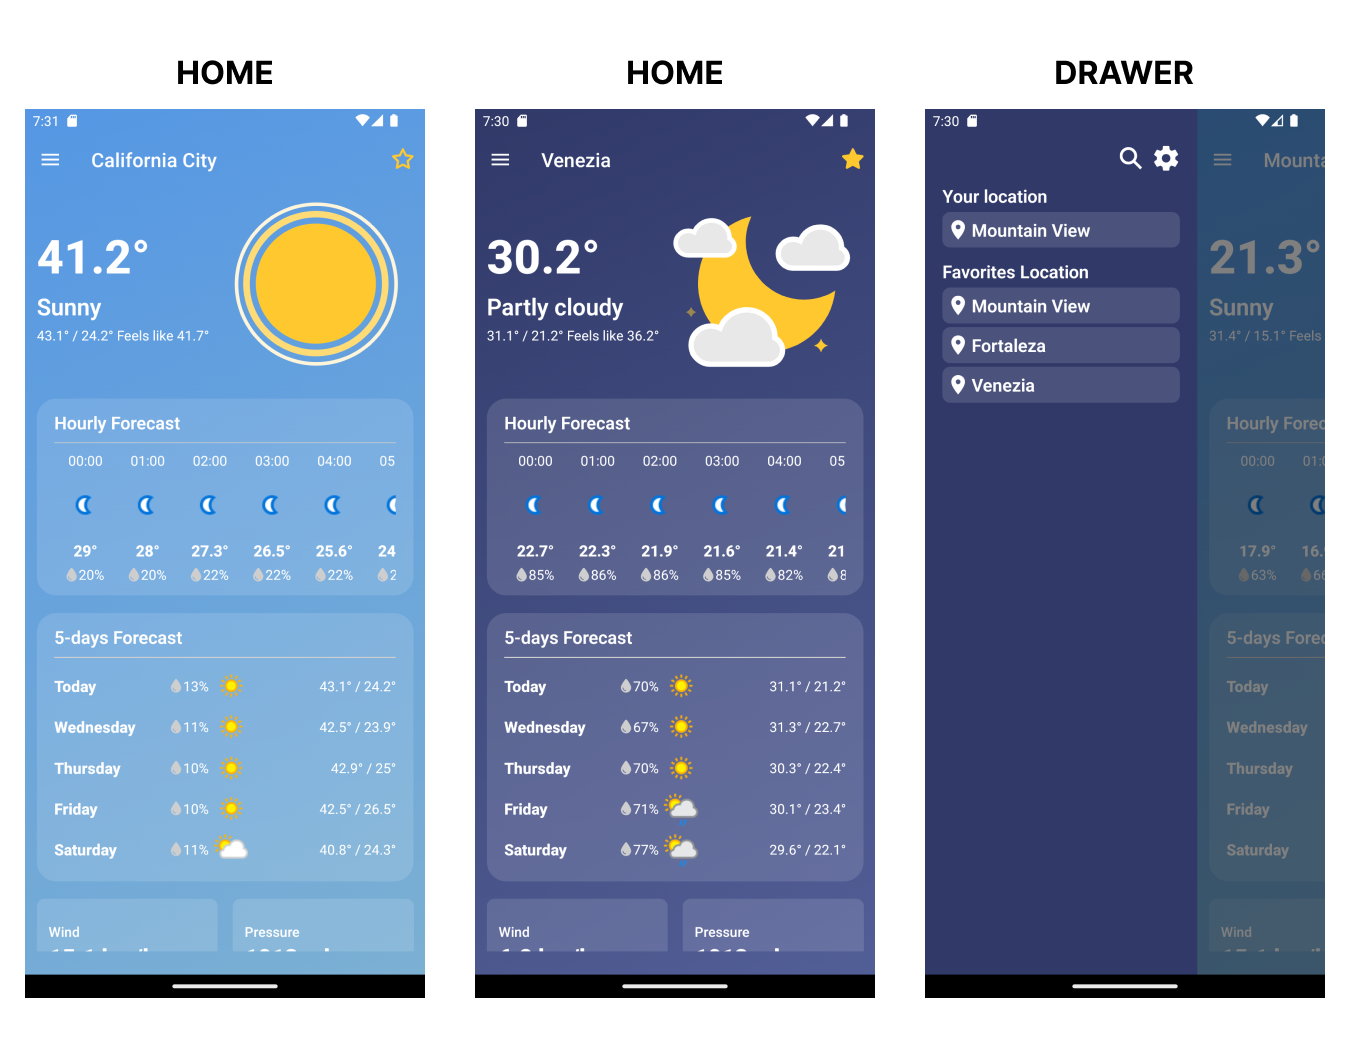 HOME
7:31
California City
41.2°
Sunny
43.1° / 24.2° Feels like 41.7°
Hourly Forecast
00:00 01:00 02:00 03:00 04:00 05
29° 28° 27.3° 26.5° 25.6° 24
20% 20% 22% 22% 22% 2
5-days Forecast
Today 13% 43.1° / 24.2°
Wednesday 11% 42.5° / 23.9°
Thursday 10% 42.9° / 25°
Friday 10% 42.5° / 26.5°
Saturday 11% 40.8° / 24.3°
Wind Pressure
HOME
7:30
Venezia
30.2°
Partly cloudy
31.1° / 21.2° Feels like 36.2°
Hourly Forecast
00:00 01:00 02:00 03:00 04:00 05
22.7° 22.3° 21.9° 21.6° 21.4° 21
85% 86% 86% 85% 82% 8
5-days Forecast
Today 70% 31.1° / 21.2°
Wednesday 67% 31.3° / 22.7°
Thursday 70% 30.3° / 22.4°
Friday 71% 30.1° / 23.4°
Saturday 77% 29.6° / 22.1°
Wind Pressure
DRAWER
7:30
Your location
Mountain View
Favorites Location
Mountain View
Fortaleza
Venezia
Mounta
21.3°
Sunny
31.4° / 15.1° Feels
Hourly Forec
00:00 01:0
17.9° 16.
63% 66
5-days Forec
Today
Wednesday
Thursday
Friday
Saturday
Wind